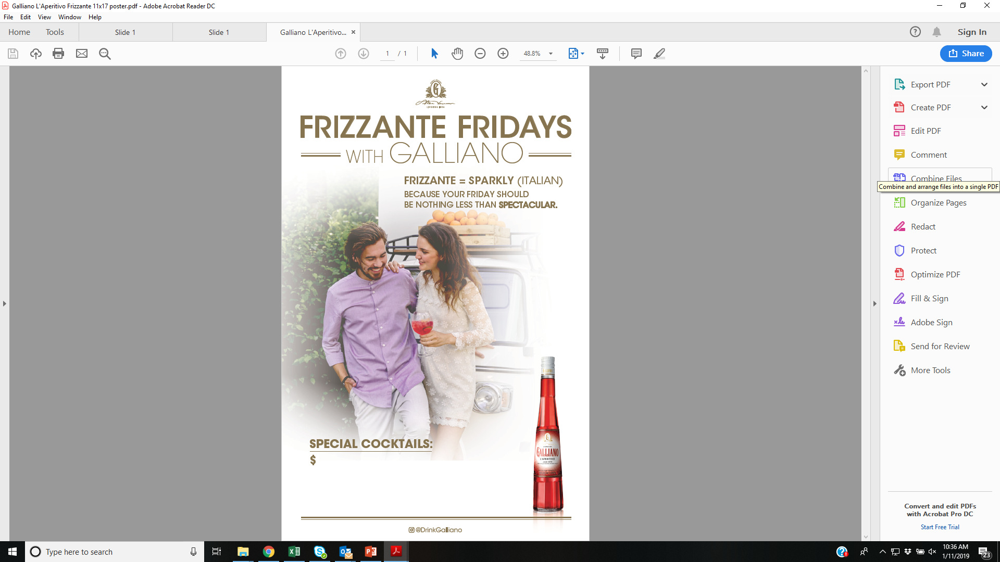 Galliano L'Aperitivo Frizzante 11x17 poster.pdf - Adobe Acrobat Reader DC
File Edit View Window Help
Home Tools Slide 1 Slide 1 Galliano L'Aperitivo... Sign In
1 / 1 48.8% Share
FRIZZANTE FRIDAYS
WITH GALLIANO
FRIZZANTE = SPARKLY (ITALIAN)
BECAUSE YOUR FRIDAY SHOULD
BE NOTHING LESS THAN SPECTACULAR.
SPECIAL COCKTAILS:
$
GALLIANO
L'APERITIVO
@DrinkGalliano
Export PDF
Create PDF
Edit PDF
Comment
Combine Files
Combine and arrange files into a single PDF
Organize Pages
Redact
Protect
Optimize PDF
Fill & Sign
Adobe Sign
Send for Review
More Tools
Convert and edit PDFs
with Acrobat Pro DC
Start Free Trial
Type here to search
10:36 AM
1/11/2019
23